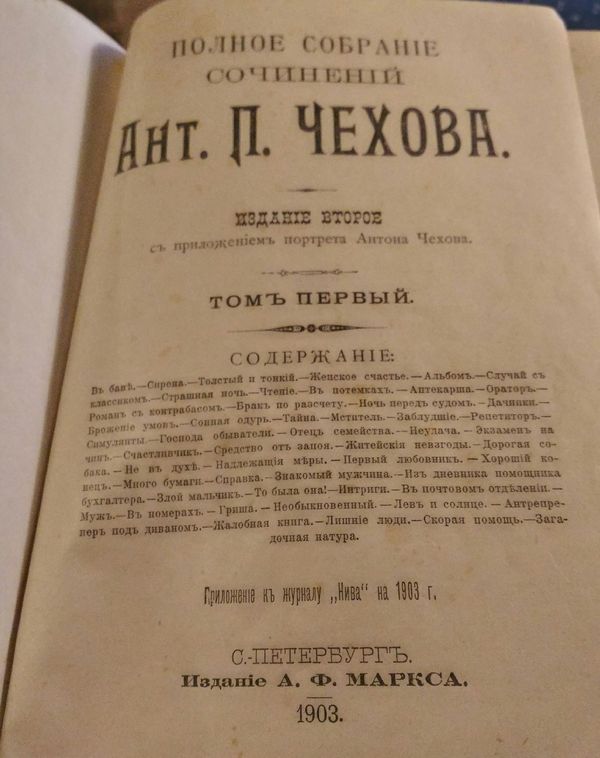 ПОЛНОЕ СОБРАНІЕ
СОЧИНЕНІЙ
АНТ. П. ЧЕХОВА.
ИЗДАНІЕ ВТОРОЕ
съ приложеніемъ портрета Антона Чехова.
ТОМЪ ПЕРВЫЙ.
СОДЕРЖАНІЕ:
Въ банѣ.—Сирена.—Толстый и тонкій.—Женское счастье.—Альбомъ.—Случай съ
классикомъ.—Страшная ночь.—Чтеніе.—Въ потемкахъ.—Аптекарша.—Ораторъ.—
Романъ съ контрабасомъ.—Бракъ по разсчету.—Ночь передъ судомъ.—Дачники.—
Броженіе умовъ.—Сонная одурь.—Тайна.—Мститель.—Заблудшіе.—Репетиторъ.—
Симулянты.—Господа обыватели.—Отецъ семейства.—Неудача.—Экзаменъ на
чинъ.—Счастливчикъ.—Средство отъ запоя.—Житейскія невзгоды.—Дорогая со-
бака.—Не въ духѣ.—Надлежащія мѣры.—Первый любовникъ.—Хорошій ко-
нецъ.—Много бумаги.—Справка.—Знакомый мужчина.—Изъ дневника помощника
бухгалтера.—Злой мальчикъ.—То была она!—Интриги.—Въ почтовомъ отдѣленіи.—
Мужъ.—Въ номерахъ.—Гриша.—Необыкновенный.—Левъ и солнце.—Антрепре-
неръ подъ диваномъ.—Жалобная книга.—Лишніе люди.—Скорая помощь.—Зага-
дочная натура.
Приложеніе къ журналу „Нива“ на 1903 г.
С.-ПЕТЕРБУРГЪ.
Изданіе А. Ф. МАРКСА.
1903.